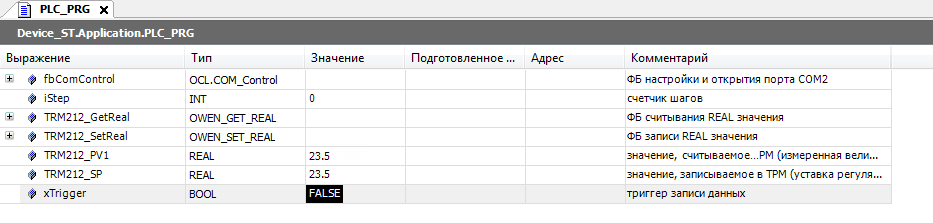 PLC_PRG
Device_ST.Application.PLC_PRG
Выражение Тип Значение Подготовленное ... Адрес Комментарий
fbComControl OCL.COM_Control ФБ настройки и открытия порта COM2
iStep INT 0 счетчик шагов
TRM212_GetReal OWEN_GET_REAL ФБ считывания REAL значения
TRM212_SetReal OWEN_SET_REAL ФБ записи REAL значения
TRM212_PV1 REAL 23.5 значение, считываемое...РМ (измеренная вели...
TRM212_SP REAL 23.5 значение, записываемое в ТРМ (уставка регуля...
xTrigger BOOL FALSE триггер записи данных